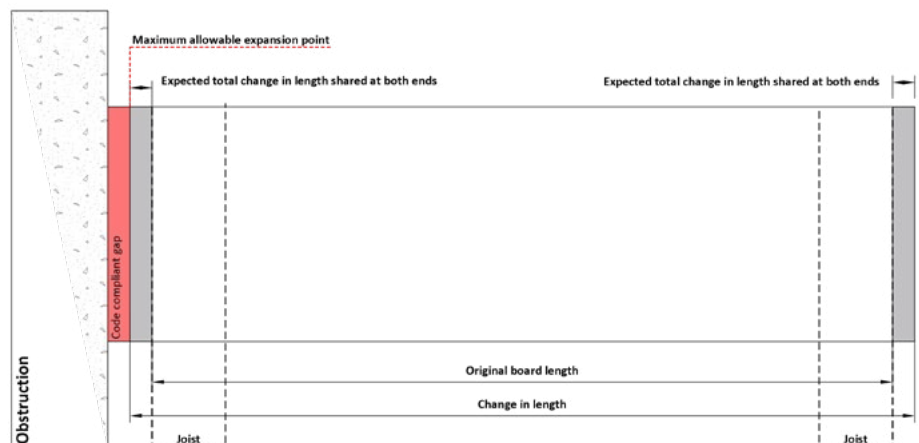 Maximum allowable expansion point
Expected total change in length shared at both ends
Expected total change in length shared at both ends
Code compliant gap
Original board length
Change in length
Obstruction
Joist
Joist